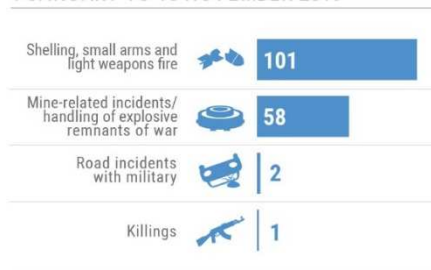 Shelling, small arms and
light weapons fire
101
Mine-related incidents/
handling of explosive
remnants of war
58
Road incidents
with military
2
Killings
1